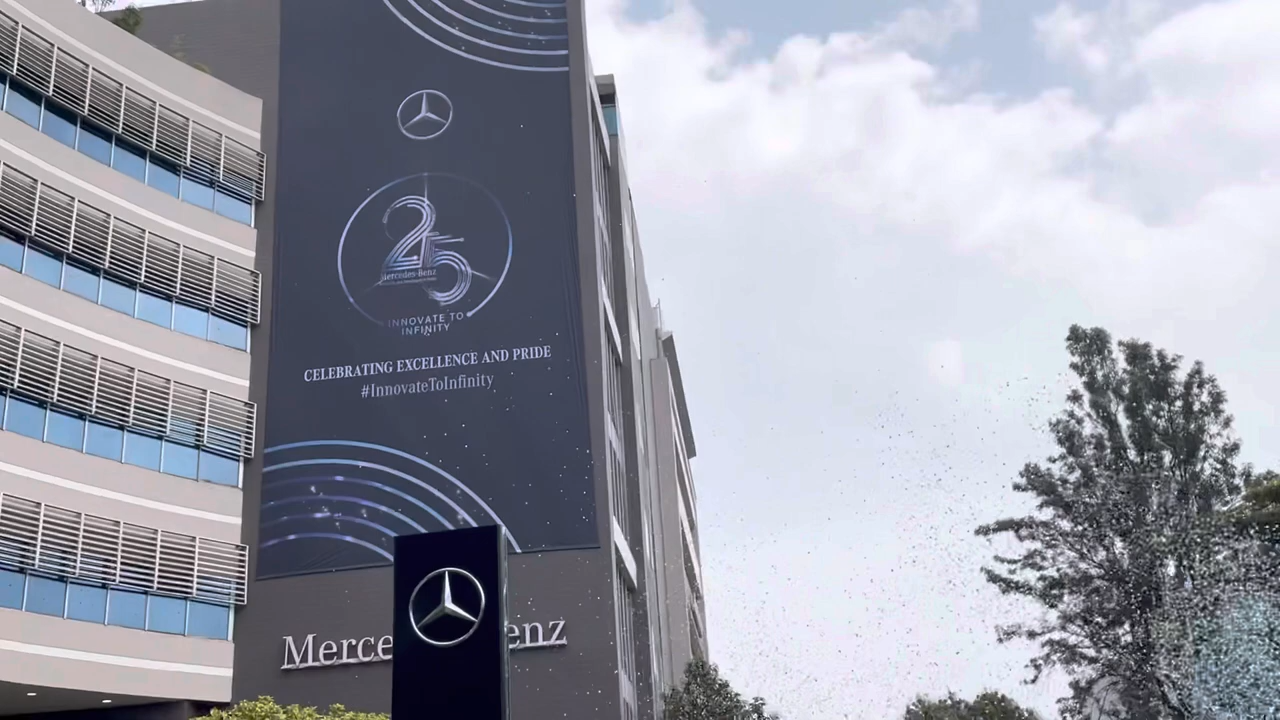 25
Mercedes-Benz
INNOVATE TO
INFINITY
CELEBRATING EXCELLENCE AND PRIDE
#InnovateToInfinity
Merce enz